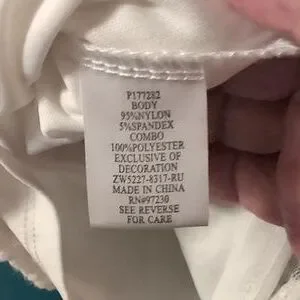 P177282
BODY
95%NYLON
5%SPANDEX
COMBO
100%POLYESTER
EXCLUSIVE OF
DECORATION
ZW5227-8317-RU
MADE IN CHINA
RN#97230
SEE REVERSE
FOR CARE